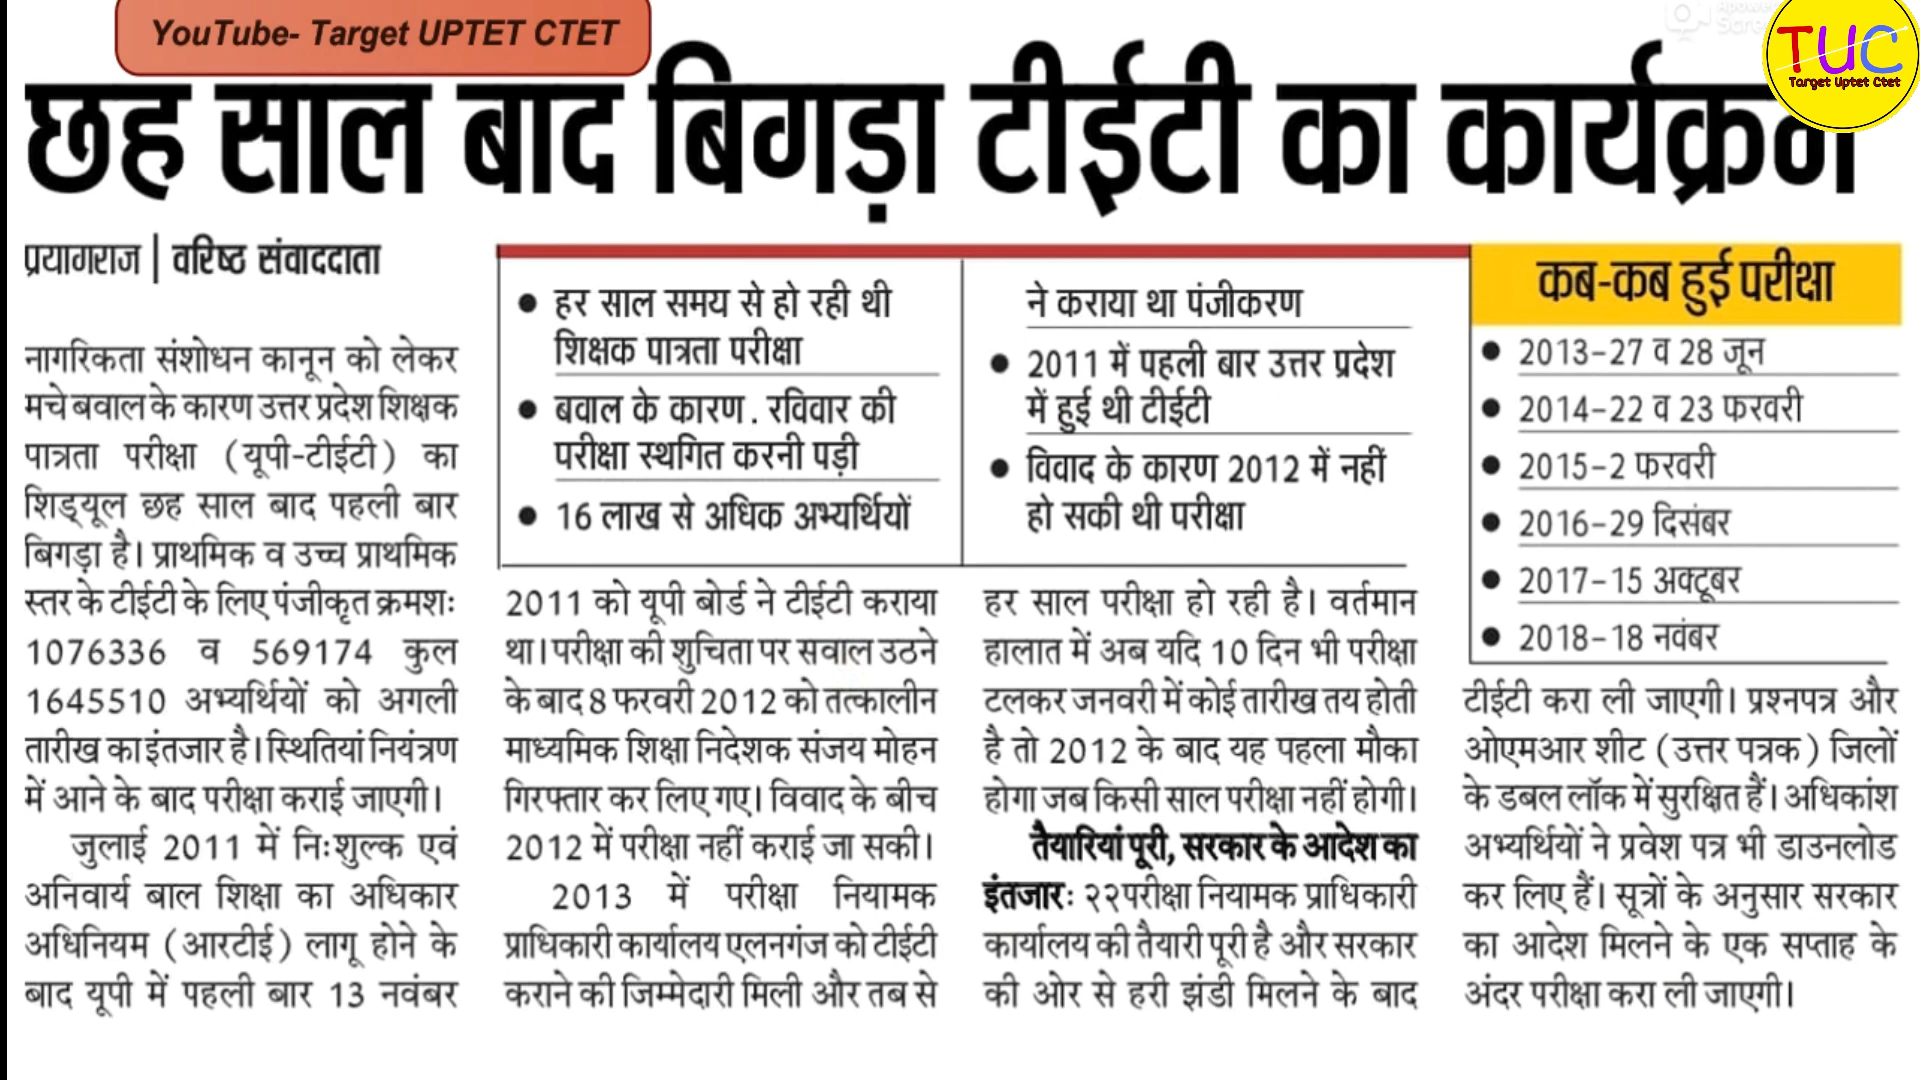 YouTube- Target UPTET CTET
TUC
Target Uptet Ctet
छह साल बाद बिगड़ा टीईटी का कार्यक्रम
प्रयागराज | वरिष्ठ संवाददाता
नागरिकता संशोधन कानून को लेकर
मचे बवाल के कारण उत्तर प्रदेश शिक्षक
पात्रता परीक्षा (यूपी-टीईटी) का
शिड्यूल छह साल बाद पहली बार
बिगड़ा है। प्राथमिक व उच्च प्राथमिक
स्तर के टीईटी के लिए पंजीकृत क्रमशः
1076336 व 569174 कुल
1645510 अभ्यर्थियों को अगली
तारीख का इंतजार है। स्थितियां नियंत्रण
में आने के बाद परीक्षा कराई जाएगी।
जुलाई 2011 में निःशुल्क एवं
अनिवार्य बाल शिक्षा का अधिकार
अधिनियम (आरटीई) लागू होने के
बाद यूपी में पहली बार 13 नवंबर
● हर साल समय से हो रही थी
शिक्षक पात्रता परीक्षा
● बवाल के कारण . रविवार की
परीक्षा स्थगित करनी पड़ी
● 16 लाख से अधिक अभ्यर्थियों
ने कराया था पंजीकरण
● 2011 में पहली बार उत्तर प्रदेश
में हुई थी टीईटी
● विवाद के कारण 2012 में नहीं
हो सकी थी परीक्षा
2011 को यूपी बोर्ड ने टीईटी कराया
था। परीक्षा की शुचिता पर सवाल उठने
के बाद 8 फरवरी 2012 को तत्कालीन
माध्यमिक शिक्षा निदेशक संजय मोहन
गिरफ्तार कर लिए गए। विवाद के बीच
2012 में परीक्षा नहीं कराई जा सकी।
2013 में परीक्षा नियामक
प्राधिकारी कार्यालय एलनगंज को टीईटी
कराने की जिम्मेदारी मिली और तब से
हर साल परीक्षा हो रही है। वर्तमान
हालात में अब यदि 10 दिन भी परीक्षा
टलकर जनवरी में कोई तारीख तय होती
है तो 2012 के बाद यह पहला मौका
होगा जब किसी साल परीक्षा नहीं होगी।
तैयारियां पूरी, सरकार के आदेश का
इंतजारः २२परीक्षा नियामक प्राधिकारी
कार्यालय की तैयारी पूरी है और सरकार
की ओर से हरी झंडी मिलने के बाद
कब-कब हुई परीक्षा
● 2013-27 व 28 जून
● 2014-22 व 23 फरवरी
● 2015-2 फरवरी
● 2016-29 दिसंबर
● 2017-15 अक्टूबर
● 2018-18 नवंबर
टीईटी करा ली जाएगी। प्रश्नपत्र और
ओएमआर शीट (उत्तर पत्रक) जिलों
के डबल लॉक में सुरक्षित हैं। अधिकांश
अभ्यर्थियों ने प्रवेश पत्र भी डाउनलोड
कर लिए हैं। सूत्रों के अनुसार सरकार
का आदेश मिलने के एक सप्ताह के
अंदर परीक्षा करा ली जाएगी।